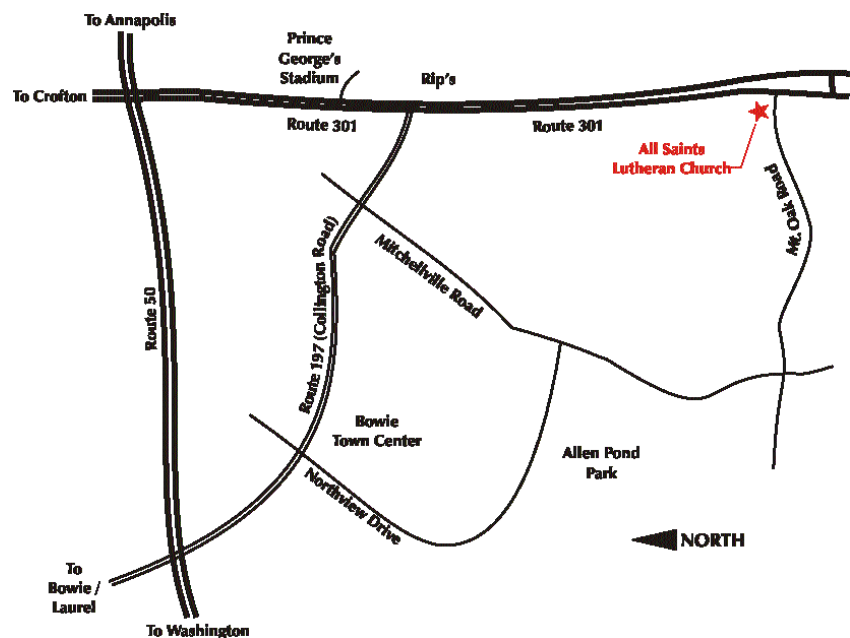 To Annapolis
Prince
George's
Stadium
Rip's
To Crofton
Route 301
Route 301
All Saints
Lutheran Church
Mt. Oak Road
Mitchellville Road
Route 50
Route 197 (Collington Road)
Bowie
Town Center
Allen Pond
Park
Northview Drive
NORTH
To
Bowie /
Laurel
To Washington